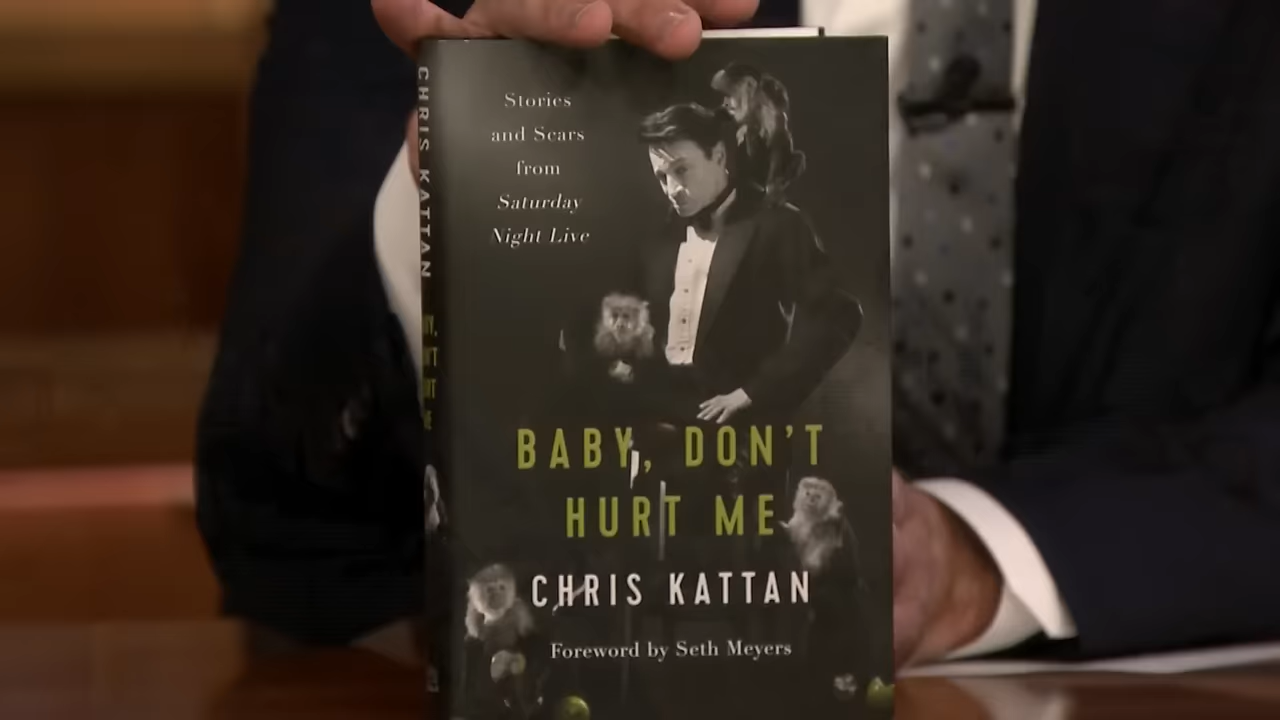 Stories
and Scars
from
Saturday
Night Live
BABY, DON'T
HURT ME
CHRIS KATTAN
Foreword by Seth Meyers
CHRIS KATTAN